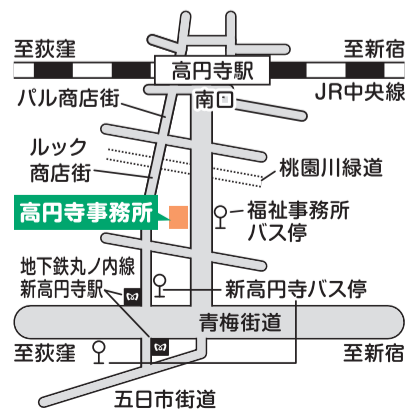 至荻窪
至新宿
高円寺駅
JR中央線
パル商店街
南口
ルック
商店街
桃園川緑道
高円寺事務所
福祉事務所
バス停
地下鉄丸ノ内線
新高円寺駅
新高円寺バス停
青梅街道
至荻窪
至新宿
五日市街道